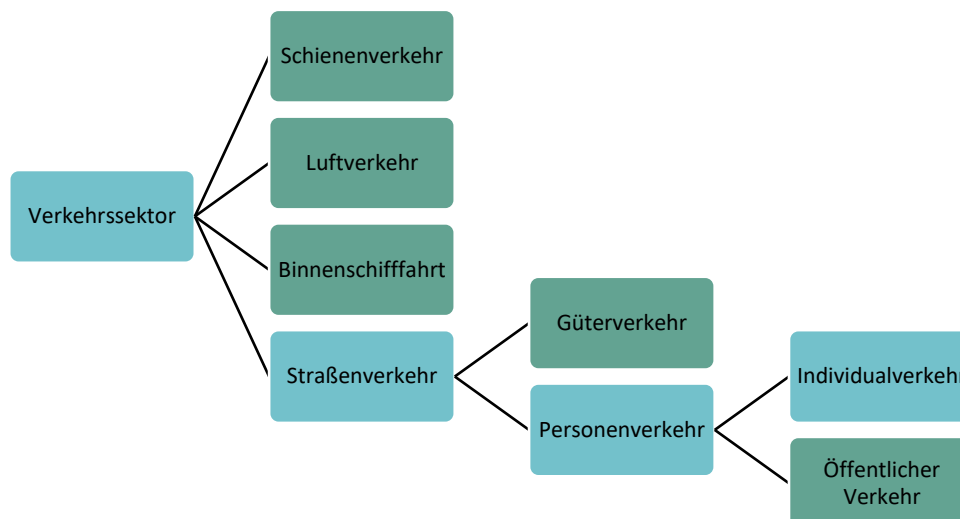 Schienenverkehr
Luftverkehr
Verkehrssektor
Binnenschifffahrt
Güterverkehr
Straßenverkehr
Individualverkehr
Personenverkehr
Öffentlicher
Verkehr